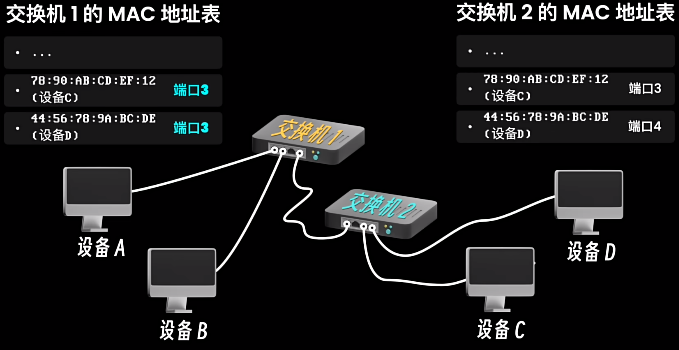 交换机 1 的 MAC 地址表
• ...
• 78:90:AB:CD:EF:12
(设备C) 端口3
• 44:56:78:9A:BC:DE
(设备D) 端口3
交换机 2 的 MAC 地址表
• ...
• 78:90:AB:CD:EF:12
(设备C) 端口3
• 44:56:78:9A:BC:DE
(设备D) 端口4
交换机 1
交换机 2
设备 A
设备 B
设备 C
设备 D